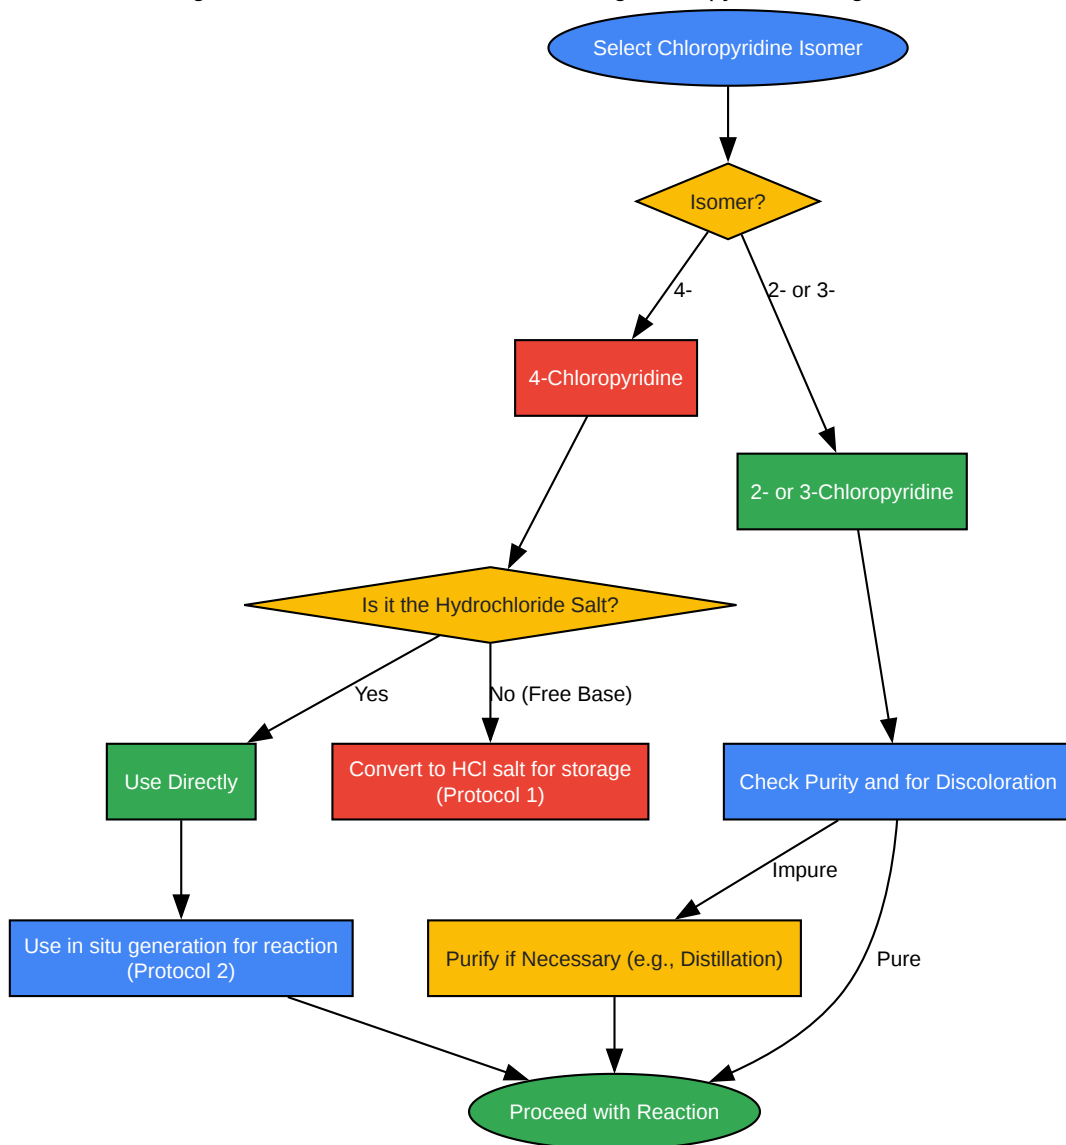 Select Chloropyridine Isomer
Isomer?
4-
2- or 3-
4-Chloropyridine
2- or 3-Chloropyridine
Is it the Hydrochloride Salt?
Yes
No (Free Base)
Use Directly
Convert to HCl salt for storage
(Protocol 1)
Check Purity and for Discoloration
Impure
Use in situ generation for reaction
(Protocol 2)
Purify if Necessary (e.g., Distillation)
Pure
Proceed with Reaction